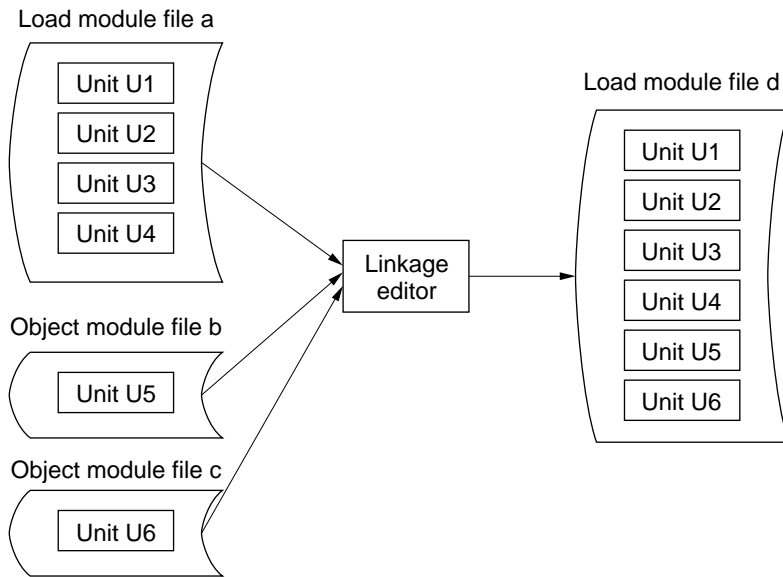 Load module file a
Unit U1
Unit U2
Unit U3
Unit U4
Object module file b
Unit U5
Object module file c
Unit U6
Linkage
editor
Load module file d
Unit U1
Unit U2
Unit U3
Unit U4
Unit U5
Unit U6